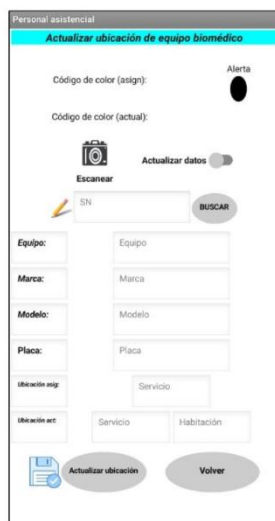 Personal asistencial
Actualizar ubicación de equipo biomédico
Alerta
Código de color (asign):
Código de color (actual):
Actualizar datos
Escanear
SN
BUSCAR
Equipo:
Equipo
Marca:
Marca
Modelo:
Modelo
Placa:
Placa
Ubicación asig:
Servicio
Ubicación act:
Servicio
Habitación
Actualizar ubicación
Volver